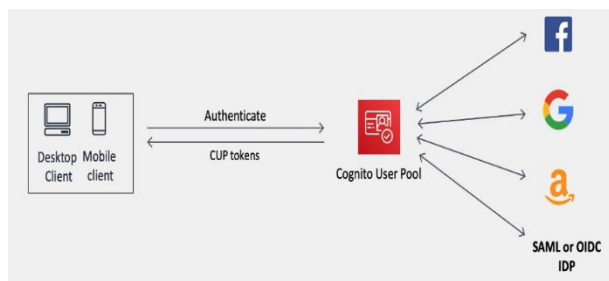 Authenticate
CUP tokens
Desktop Client
Mobile client
Cognito User Pool
SAML or OIDC
IDP